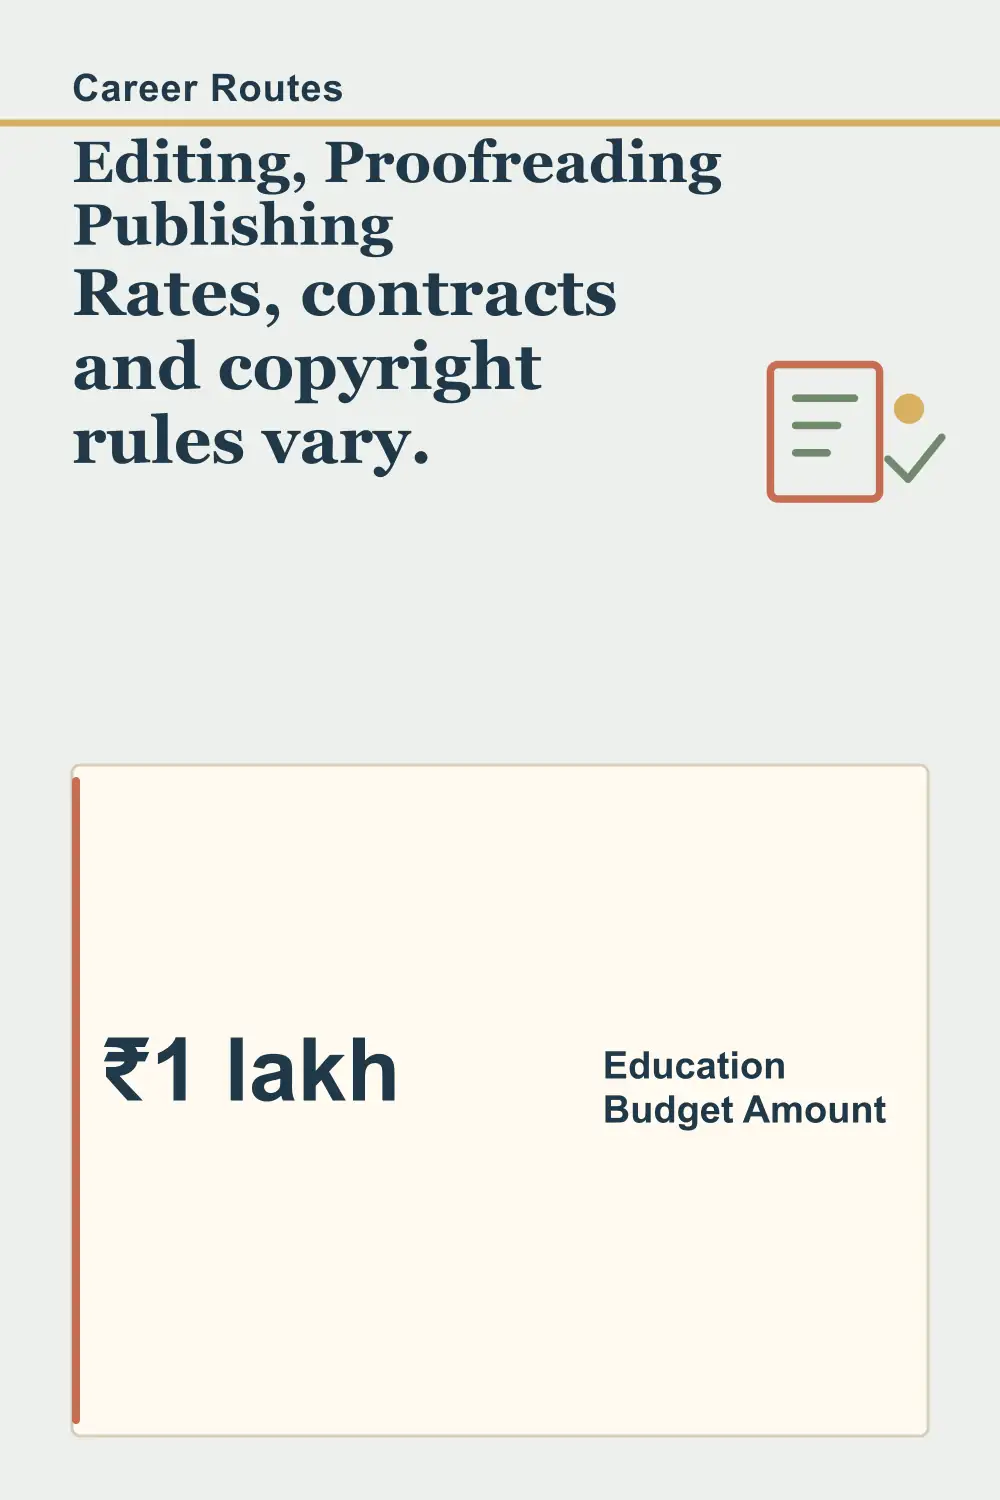 Career Routes
Editing, Proofreading
Publishing
Rates, contracts
and copyright
rules vary.
₹1 lakh
Education
Budget Amount